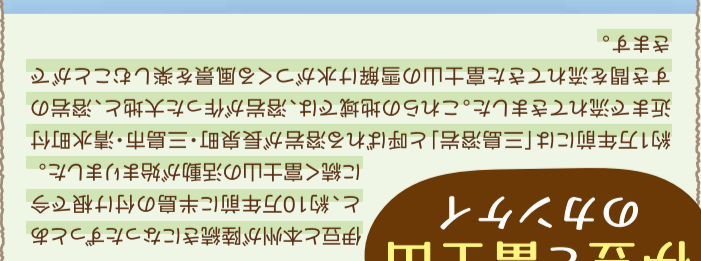 伊豆と富士山
のカンケイ
伊豆と本州が陸続きになったずっとあ
と、約10万年前に半島の付け根で今
に続く富士山の活動が始まりました。
約1万年前には「三島溶岩」と呼ばれる溶岩が長泉町・三島市・清水町付
近まで流れてきました。これらの地域では、溶岩が作った大地と、溶岩の
すき間を流れてきた富士山の雪解け水がつくる風景を楽しむことがで
きます。